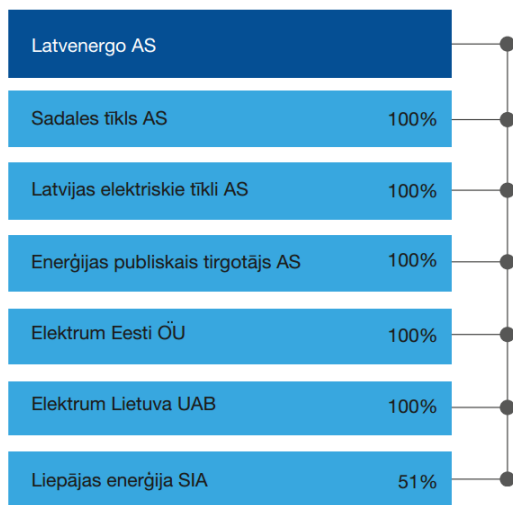 Latvenergo AS
Sadales tīkls AS 100%
Latvijas elektriskie tīkli AS 100%
Enerģijas publiskais tirgotājs AS 100%
Elektrum Eesti ÖU 100%
Elektrum Lietuva UAB 100%
Liepājas enerģija SIA 51%